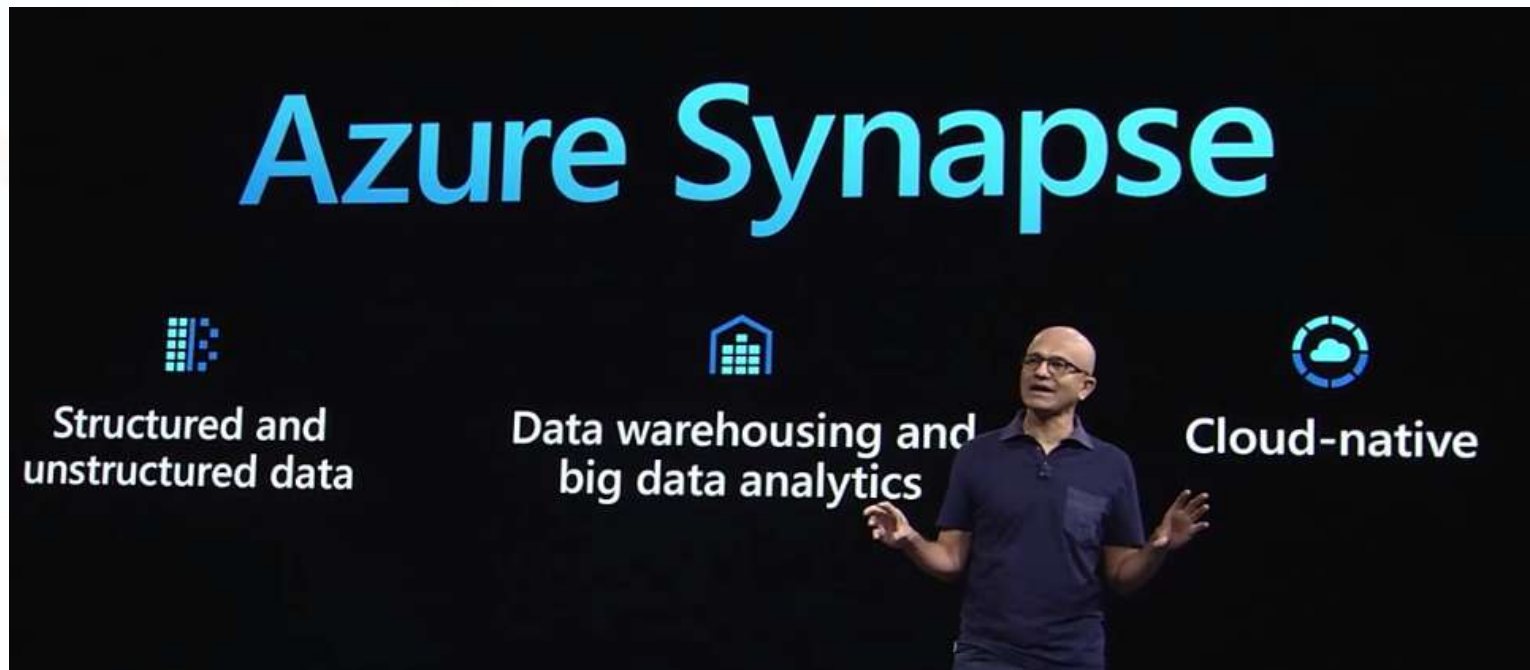 Azure Synapse
Structured and
unstructured data
Data warehousing and
big data analytics
Cloud-native